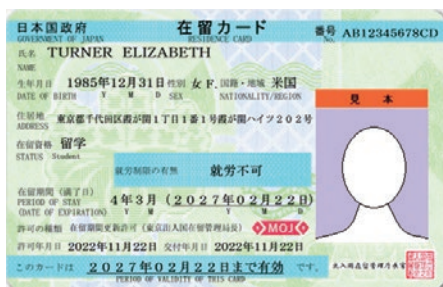 日本国政府 在留カード 番号 AB12345678CD
GOVERNMENT OF JAPAN RESIDENCE CARD No.
氏名 TURNER ELIZABETH
NAME
生年月日 1985年12月31日 性別 女 F. 国籍・地域 米国
DATE OF BIRTH Y M D SEX NATIONALITY/REGION
見本
住居地 東京都千代田区霞が関1丁目1番1号霞が関ハイツ202号
ADDRESS
在留資格 留学
STATUS Student
就労制限の有無 就労不可
在留期間(満了日) 4年3月(2027年02月22日)
PERIOD OF STAY
(DATE OF EXPIRATION) Y M Y M D
MOJ
許可の種類 在留期間更新許可(東京出入国在留管理局長)
許可年月日 2022年11月22日 交付年月日 2022年11月22日
このカードは 2027年02月22日まで有効 です。
PERIOD OF VALIDITY OF THIS CARD